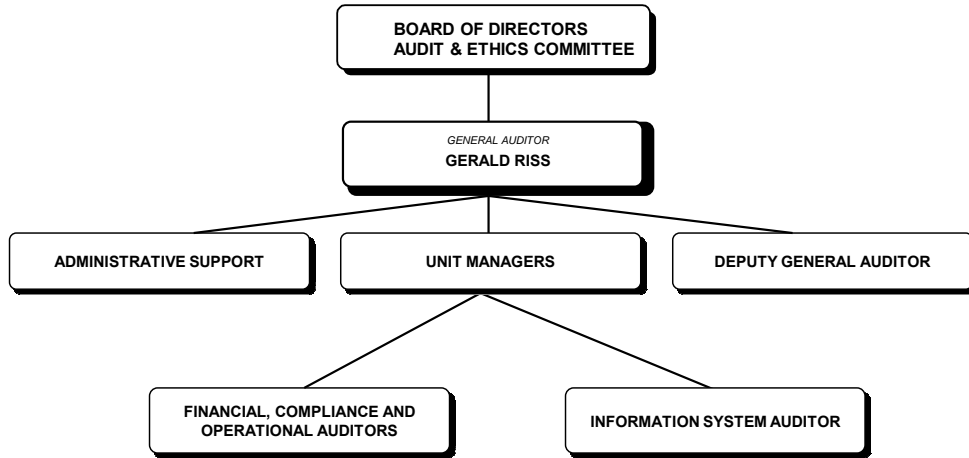 BOARD OF DIRECTORS
AUDIT & ETHICS COMMITTEE
GENERAL AUDITOR
GERALD RISS
ADMINISTRATIVE SUPPORT
UNIT MANAGERS
DEPUTY GENERAL AUDITOR
FINANCIAL, COMPLIANCE AND
OPERATIONAL AUDITORS
INFORMATION SYSTEM AUDITOR